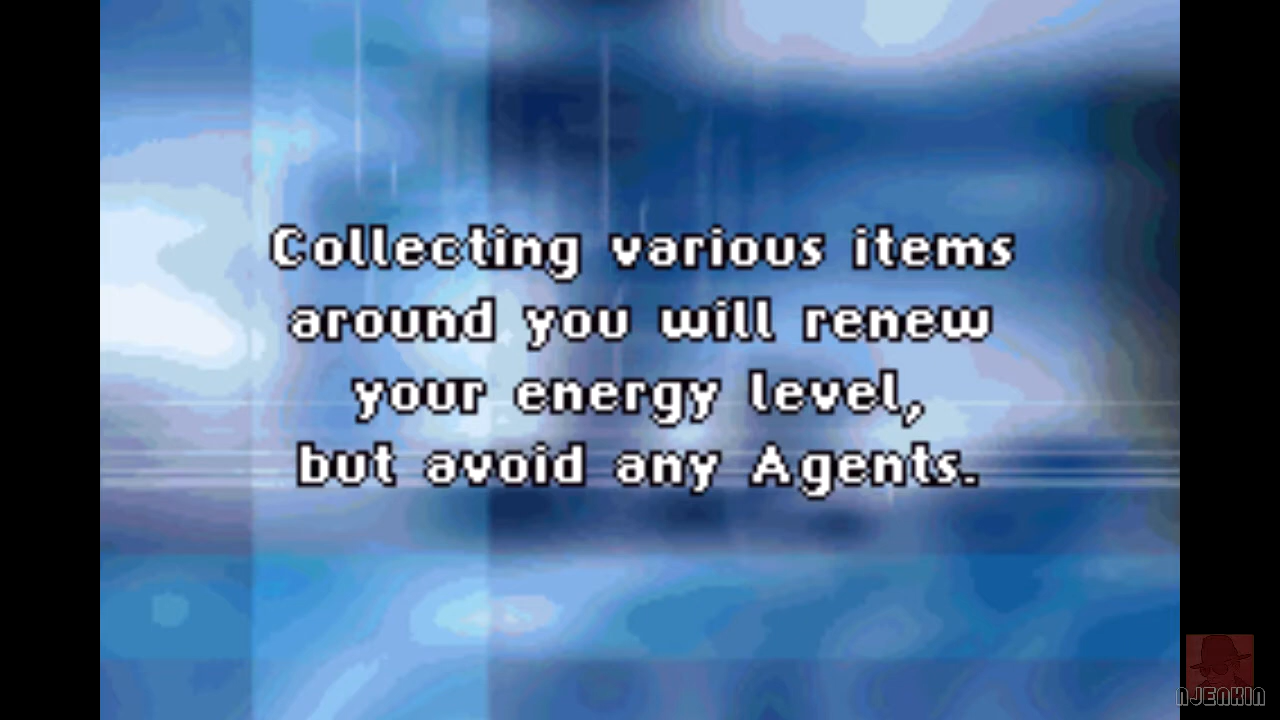 Collecting various items
around you will renew
your energy level,
but avoid any Agents.
NJENKIN